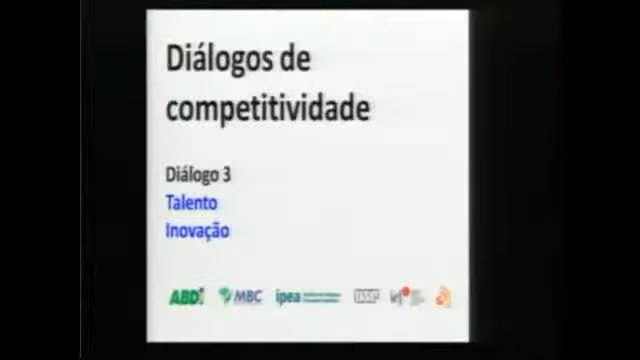 Diálogos de
competitividade
Diálogo 3
Talento
Inovação
ABDI MBC ipea